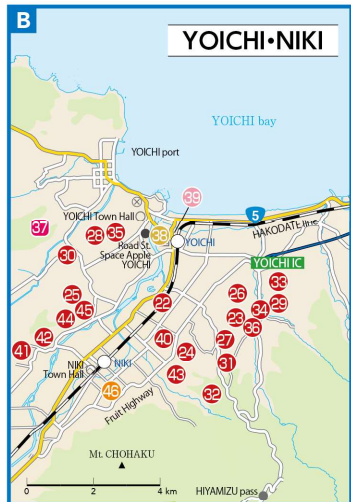 B
YOICHI•NIKI
YOICHI bay
YOICHI port
39
37
YOICHI Town Hall
5
28
35
38
HAKODATE line
Road St.
Space Apple
YOICHI
YOICHI
30
YOICHI IC
33
25
26
22
29
45
34
44
23
36
42
40
27
41
24
NIKI
Town Hall
NIKI
31
43
46
32
Fruit Highway
Mt. CHOHAKU
0
2
4 km
HIYAMIZU pass